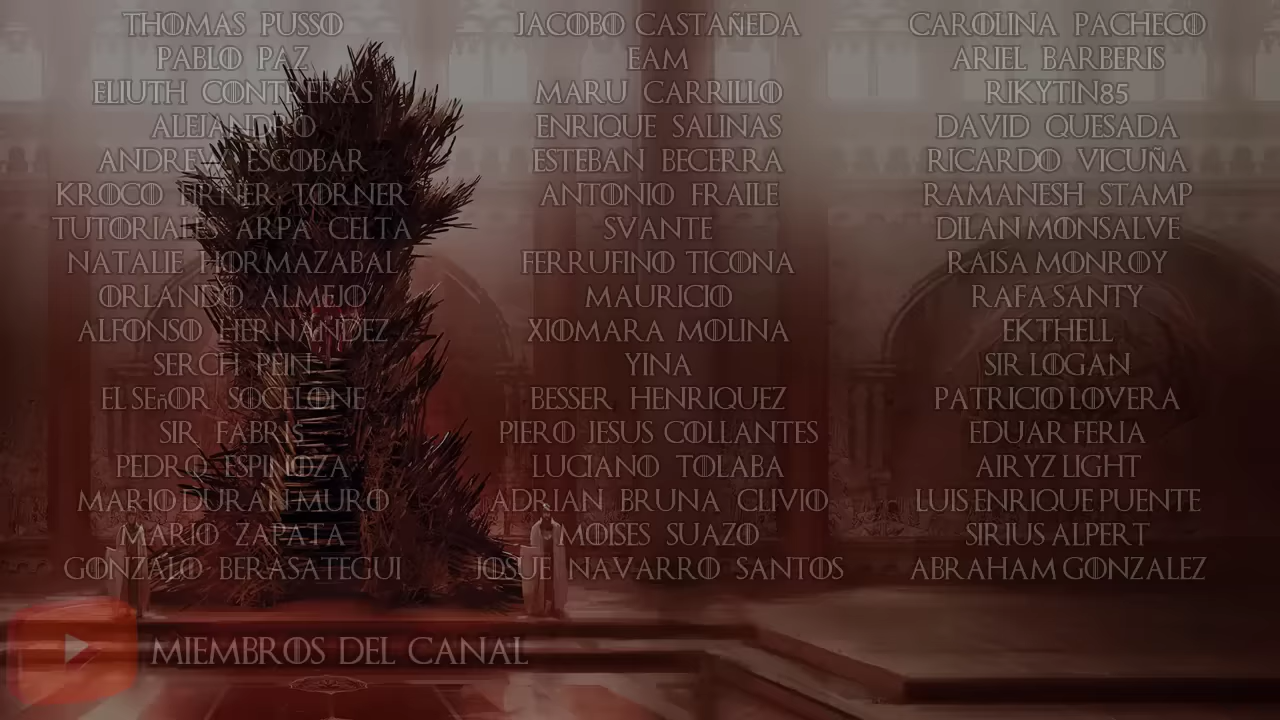 THOMAS PUSSO
PABLO PAZ
ELIUTH CONTRERAS
ALEJANDRO
ANDREW ESCOBAR
KROCO FIRNER TORNER
TUTORIALES ARPA CELTA
NATALIE HORMAZABAL
ORLANDO ALMEJO
ALFONSO HERNANDEZ
SERCH PEIN
EL SEñOR SOCELONE
SIR FABRIS
PEDRO ESPINOZA
MARIO DURAN MURO
MARIO ZAPATA
GONZALO BERASATEGUI
JACOBO CASTAÑEDA
EAM
MARU CARRILLO
ENRIQUE SALINAS
ESTEBAN BECERRA
ANTONIO FRAILE
SVANTE
FERRUFINO TICONA
MAURICIO
XIOMARA MOLINA
YINA
BESSER HENRIQUEZ
PIERO JESUS COLLANTES
LUCIANO TOLABA
ADRIAN BRUNA CLIVIO
MOISES SUAZO
JOSUE NAVARRO SANTOS
CAROLINA PACHECO
ARIEL BARBERIS
RIKYTIN85
DAVID QUESADA
RICARDO VICUÑA
RAMANESH STAMP
DILAN MONSALVE
RAISA MONROY
RAFA SANTY
EKTHELL
SIR LOGAN
PATRICIO LOVERA
EDUAR FERIA
AIRYZ LIGHT
LUIS ENRIQUE PUENTE
SIRIUS ALPERT
ABRAHAM GONZALEZ
MIEMBROS DEL CANAL